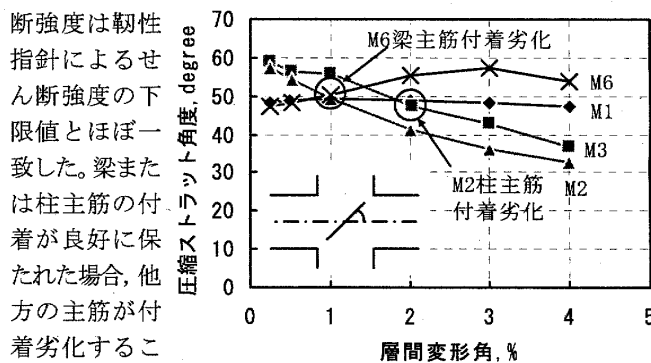 断強度は靭性
指針によるせ
ん断強度の下
限値とほぼ一
致した。梁また
は柱主筋の付
着が良好に保
たれた場合，他
方の主筋が付
着劣化するこ
圧縮ストラット角度, degree
70
60
50
40
30
20
10
0
M6梁主筋付着劣化
M6
M1
M3
M2
M2柱主筋
付着劣化
0
1
2
3
4
5
層間変形角, %